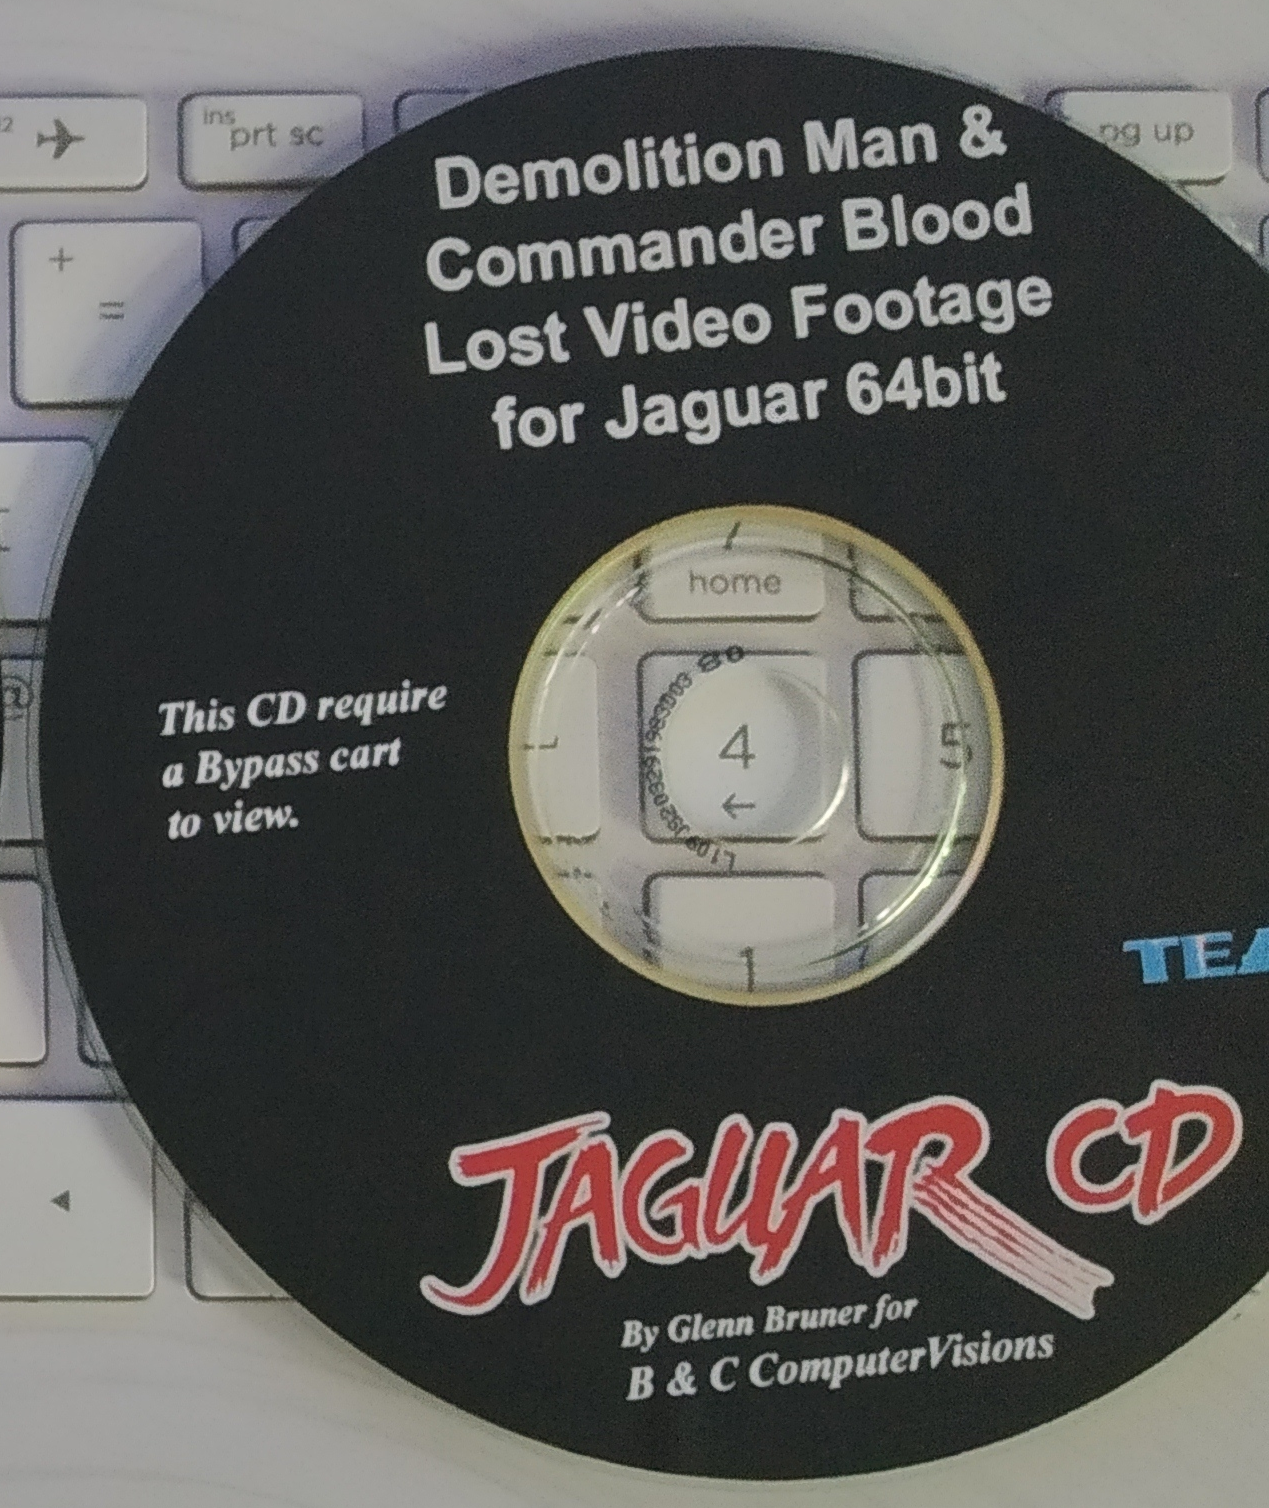 ins
prt sc
pg up
+
=
Demolition Man &
Commander Blood
Lost Video Footage
for Jaguar 64bit
home
@
This CD require
a Bypass cart
to view.
4
5
←
1
JAGUAR CD
By Glenn Bruner for
B & C ComputerVisions